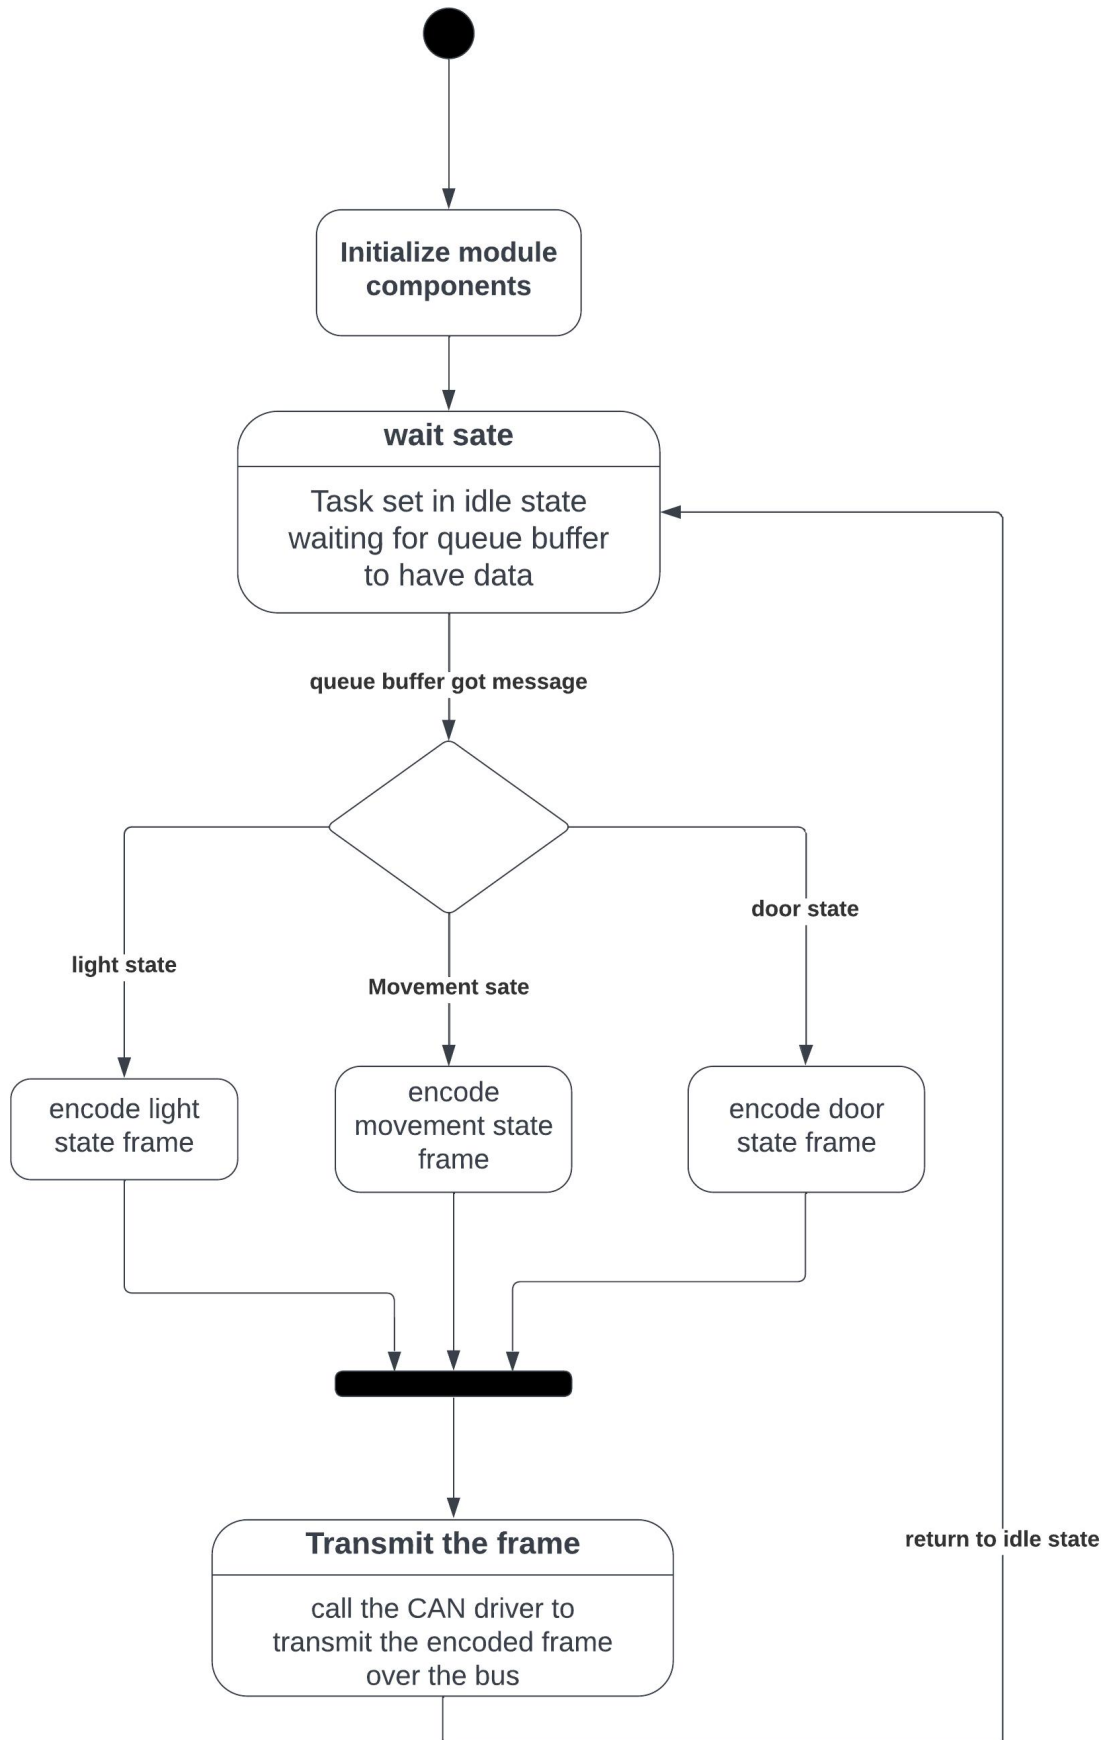 Initialize module
components
wait sate
Task set in idle state
waiting for queue buffer
to have data
queue buffer got message
door state
light state
Movement sate
encode light
state frame
encode
movement state
frame
encode door
state frame
return to idle state
Transmit the frame
call the CAN driver to
transmit the encoded frame
over the bus